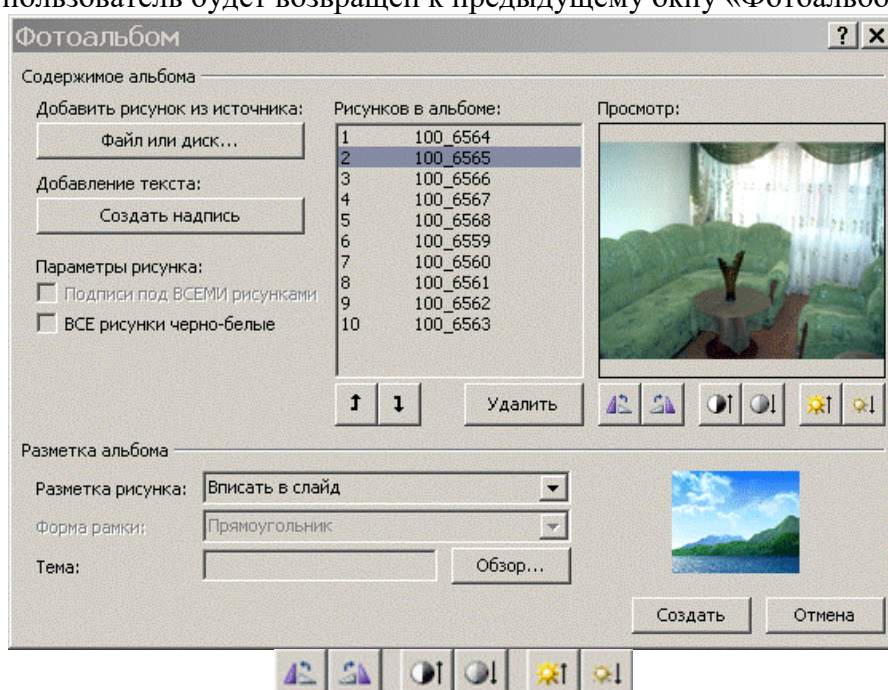 пользователь будет возвращен к предыдущему окну «Фотоальбо
Фотоальбом
Содержимое альбома
Добавить рисунок из источника:
Файл или диск...
Добавление текста:
Создать надпись
Параметры рисунка:
Подписи под ВСЕМИ рисунками
ВСЕ рисунки черно-белые
Рисунков в альбоме:
1 100_6564
2 100_6565
3 100_6566
4 100_6567
5 100_6568
6 100_6559
7 100_6560
8 100_6561
9 100_6562
10 100_6563
Удалить
Просмотр:
Разметка альбома
Разметка рисунка: Вписать в слайд
Форма рамки: Прямоугольник
Тема: Обзор...
Создать Отмена